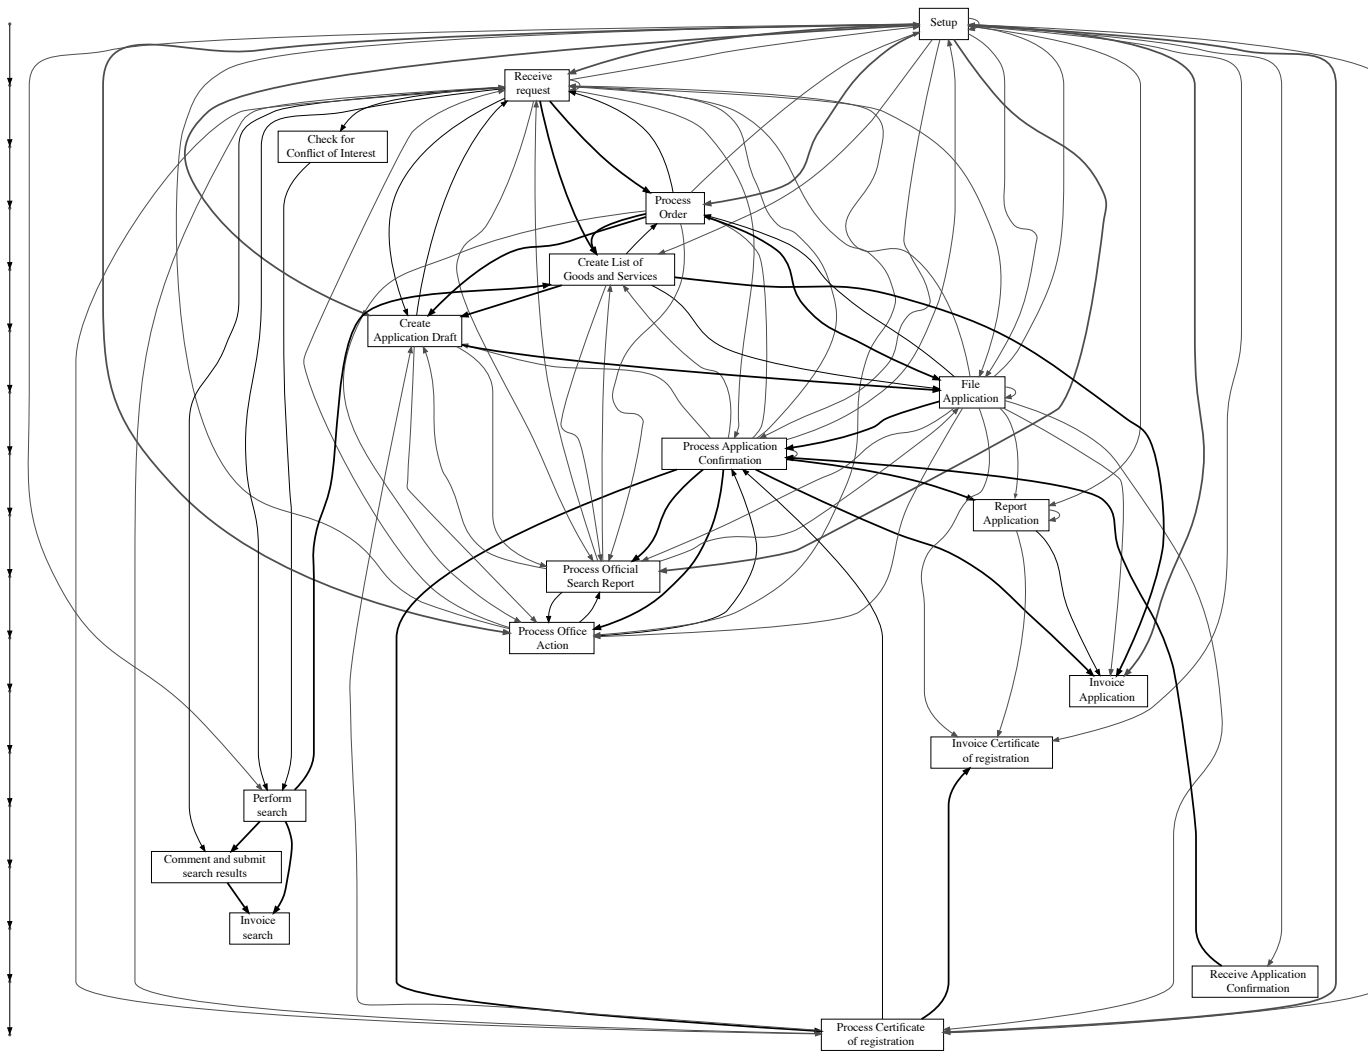 Setup
Receive
request
Check for
Conflict of Interest
Process
Order
Create List of
Goods and Services
Create
Application Draft
File
Application
Process Application
Confirmation
Report
Application
Process Official
Search Report
Process Office
Action
Invoice
Application
Invoice Certificate
of registration
Perform
search
Comment and submit
search results
Invoice
search
Receive Application
Confirmation
Process Certificate
of registration